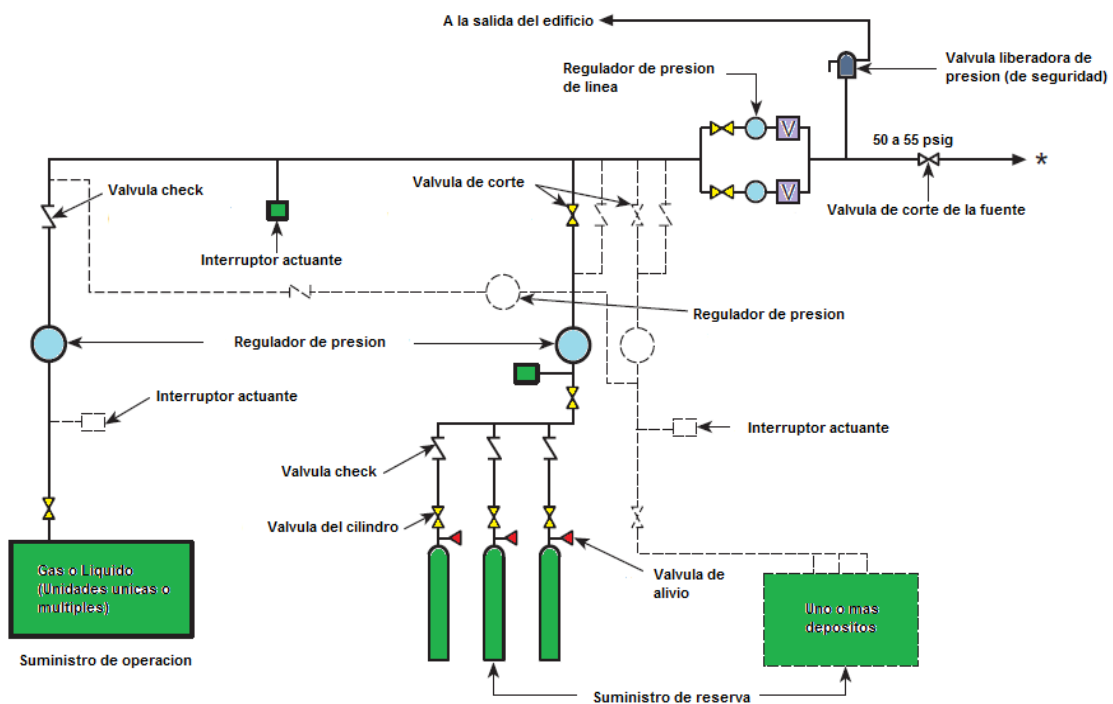 A la salida del edificio
Regulador de presion
de linea
Valvula liberadora de
presion (de seguridad)
V
50 a 55 psig
*
Valvula check
Valvula de corte
V
Valvula de corte de la fuente
Interruptor actuante
Regulador de presion
Regulador de presion
Interruptor actuante
Interruptor actuante
Valvula check
Valvula del cilindro
Gas o Liquido
(Unidades unicas o
multiples)
Valvula de
alivio
Uno o mas
depositos
Suministro de operacion
Suministro de reserva